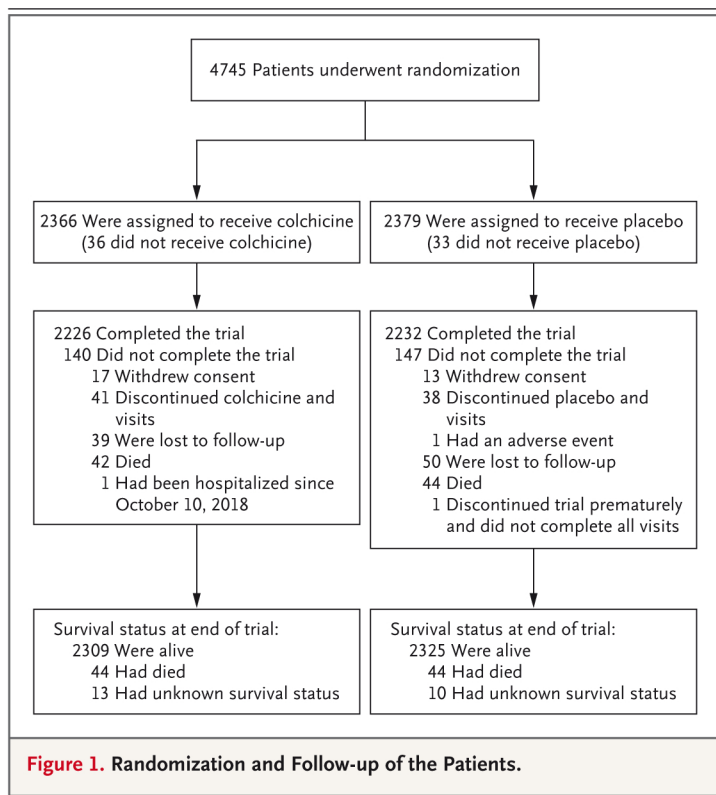 4745 Patients underwent randomization
2366 Were assigned to receive colchicine
(36 did not receive colchicine)
2379 Were assigned to receive placebo
(33 did not receive placebo)
2226 Completed the trial
140 Did not complete the trial
17 Withdrew consent
41 Discontinued colchicine and
visits
39 Were lost to follow-up
42 Died
1 Had been hospitalized since
October 10, 2018
2232 Completed the trial
147 Did not complete the trial
13 Withdrew consent
38 Discontinued placebo and
visits
1 Had an adverse event
50 Were lost to follow-up
44 Died
1 Discontinued trial prematurely
and did not complete all visits
Survival status at end of trial:
2309 Were alive
44 Had died
13 Had unknown survival status
Survival status at end of trial:
2325 Were alive
44 Had died
10 Had unknown survival status
Figure 1. Randomization and Follow-up of the Patients.